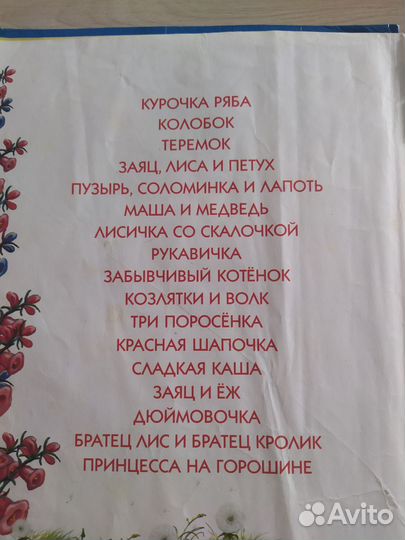 КУРОЧКА РЯБА
КОЛОБОК
ТЕРЕМОК
ЗАЯЦ, ЛИСА И ПЕТУХ
ПУЗЫРЬ, СОЛОМИНКА И ЛАПОТЬ
МАША И МЕДВЕДЬ
ЛИСИЧКА СО СКАЛОЧКОЙ
РУКАВИЧКА
ЗАБЫВЧИВЫЙ КОТЁНОК
КОЗЛЯТКИ И ВОЛК
ТРИ ПОРОСЁНКА
КРАСНАЯ ШАПОЧКА
СЛАДКАЯ КАША
ЗАЯЦ И ЁЖ
ДЮЙМОВОЧКА
БРАТЕЦ ЛИС И БРАТЕЦ КРОЛИК
ПРИНЦЕССА НА ГОРОШИНЕ
Avito